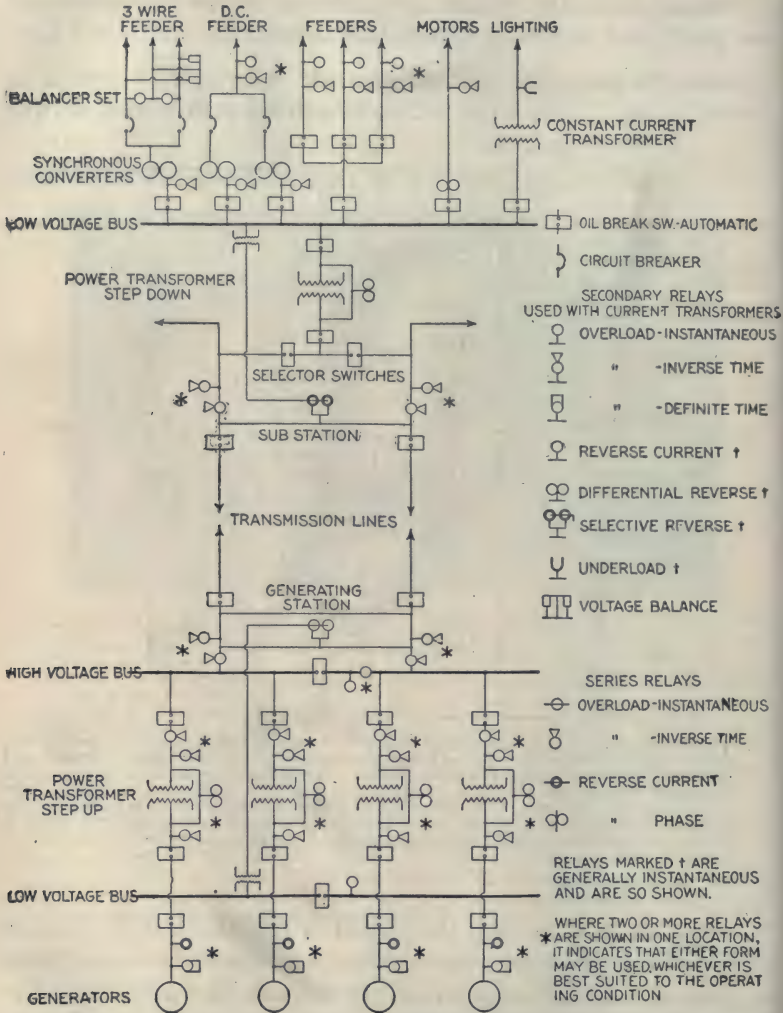 3 WIRE FEEDER
D.C. FEEDER
FEEDERS
MOTORS
LIGHTING
*
*
BALANCER SET
CONSTANT CURRENT
TRANSFORMER
SYNCHRONOUS
CONVERTERS
LOW VOLTAGE BUS
OIL BREAK SW.-AUTOMATIC
POWER TRANSFORMER
STEP DOWN
CIRCUIT BREAKER
SECONDARY RELAYS
USED WITH CURRENT TRANSFORMERS
OVERLOAD-INSTANTANEOUS
SELECTOR SWITCHES
" -INVERSE TIME
*
*
" -DEFINITE TIME
SUB STATION
REVERSE CURRENT †
DIFFERENTIAL REVERSE †
TRANSMISSION LINES
SELECTIVE REVERSE †
UNDERLOAD †
GENERATING
STATION
VOLTAGE BALANCE
*
*
HIGH VOLTAGE BUS
*
SERIES RELAYS
OVERLOAD-INSTANTANEOUS
* * * *
" -INVERSE TIME
POWER
TRANSFORMER
STEP UP
REVERSE CURRENT
* * * *
" PHASE
RELAYS MARKED † ARE
GENERALLY INSTANTANEOUS
AND ARE SO SHOWN.
LOW VOLTAGE BUS
WHERE TWO OR MORE RELAYS
* ARE SHOWN IN ONE LOCATION,
IT INDICATES THAT EITHER FORM
MAY BE USED, WHICHEVER IS
BEST SUITED TO THE OPERAT
ING CONDITION
* * * *
GENERATORS